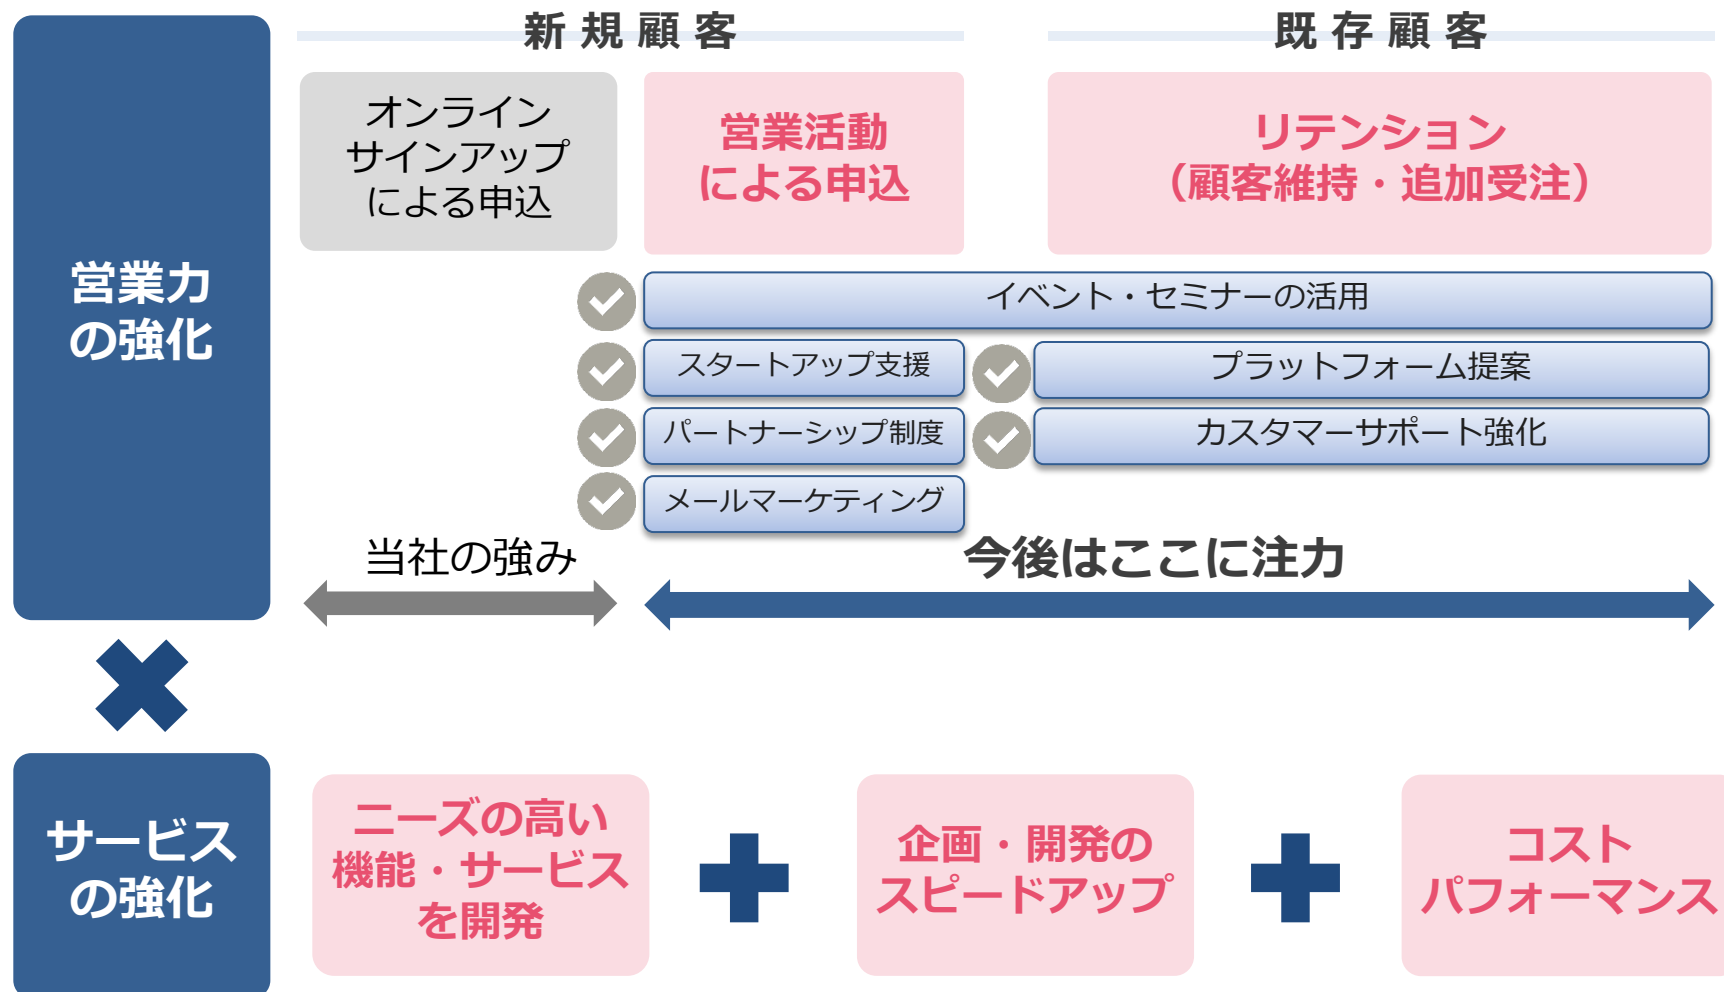 営業力
の強化
新規顧客
既存顧客
オンライン
サインアップ
による申込
営業活動
による申込
リテンション
（顧客維持・追加受注）
イベント・セミナーの活用
スタートアップ支援
プラットフォーム提案
パートナーシップ制度
カスタマーサポート強化
メールマーケティング
当社の強み
今後はここに注力
サービス
の強化
ニーズの高い
機能・サービス
を開発
企画・開発の
スピードアップ
コスト
パフォーマンス